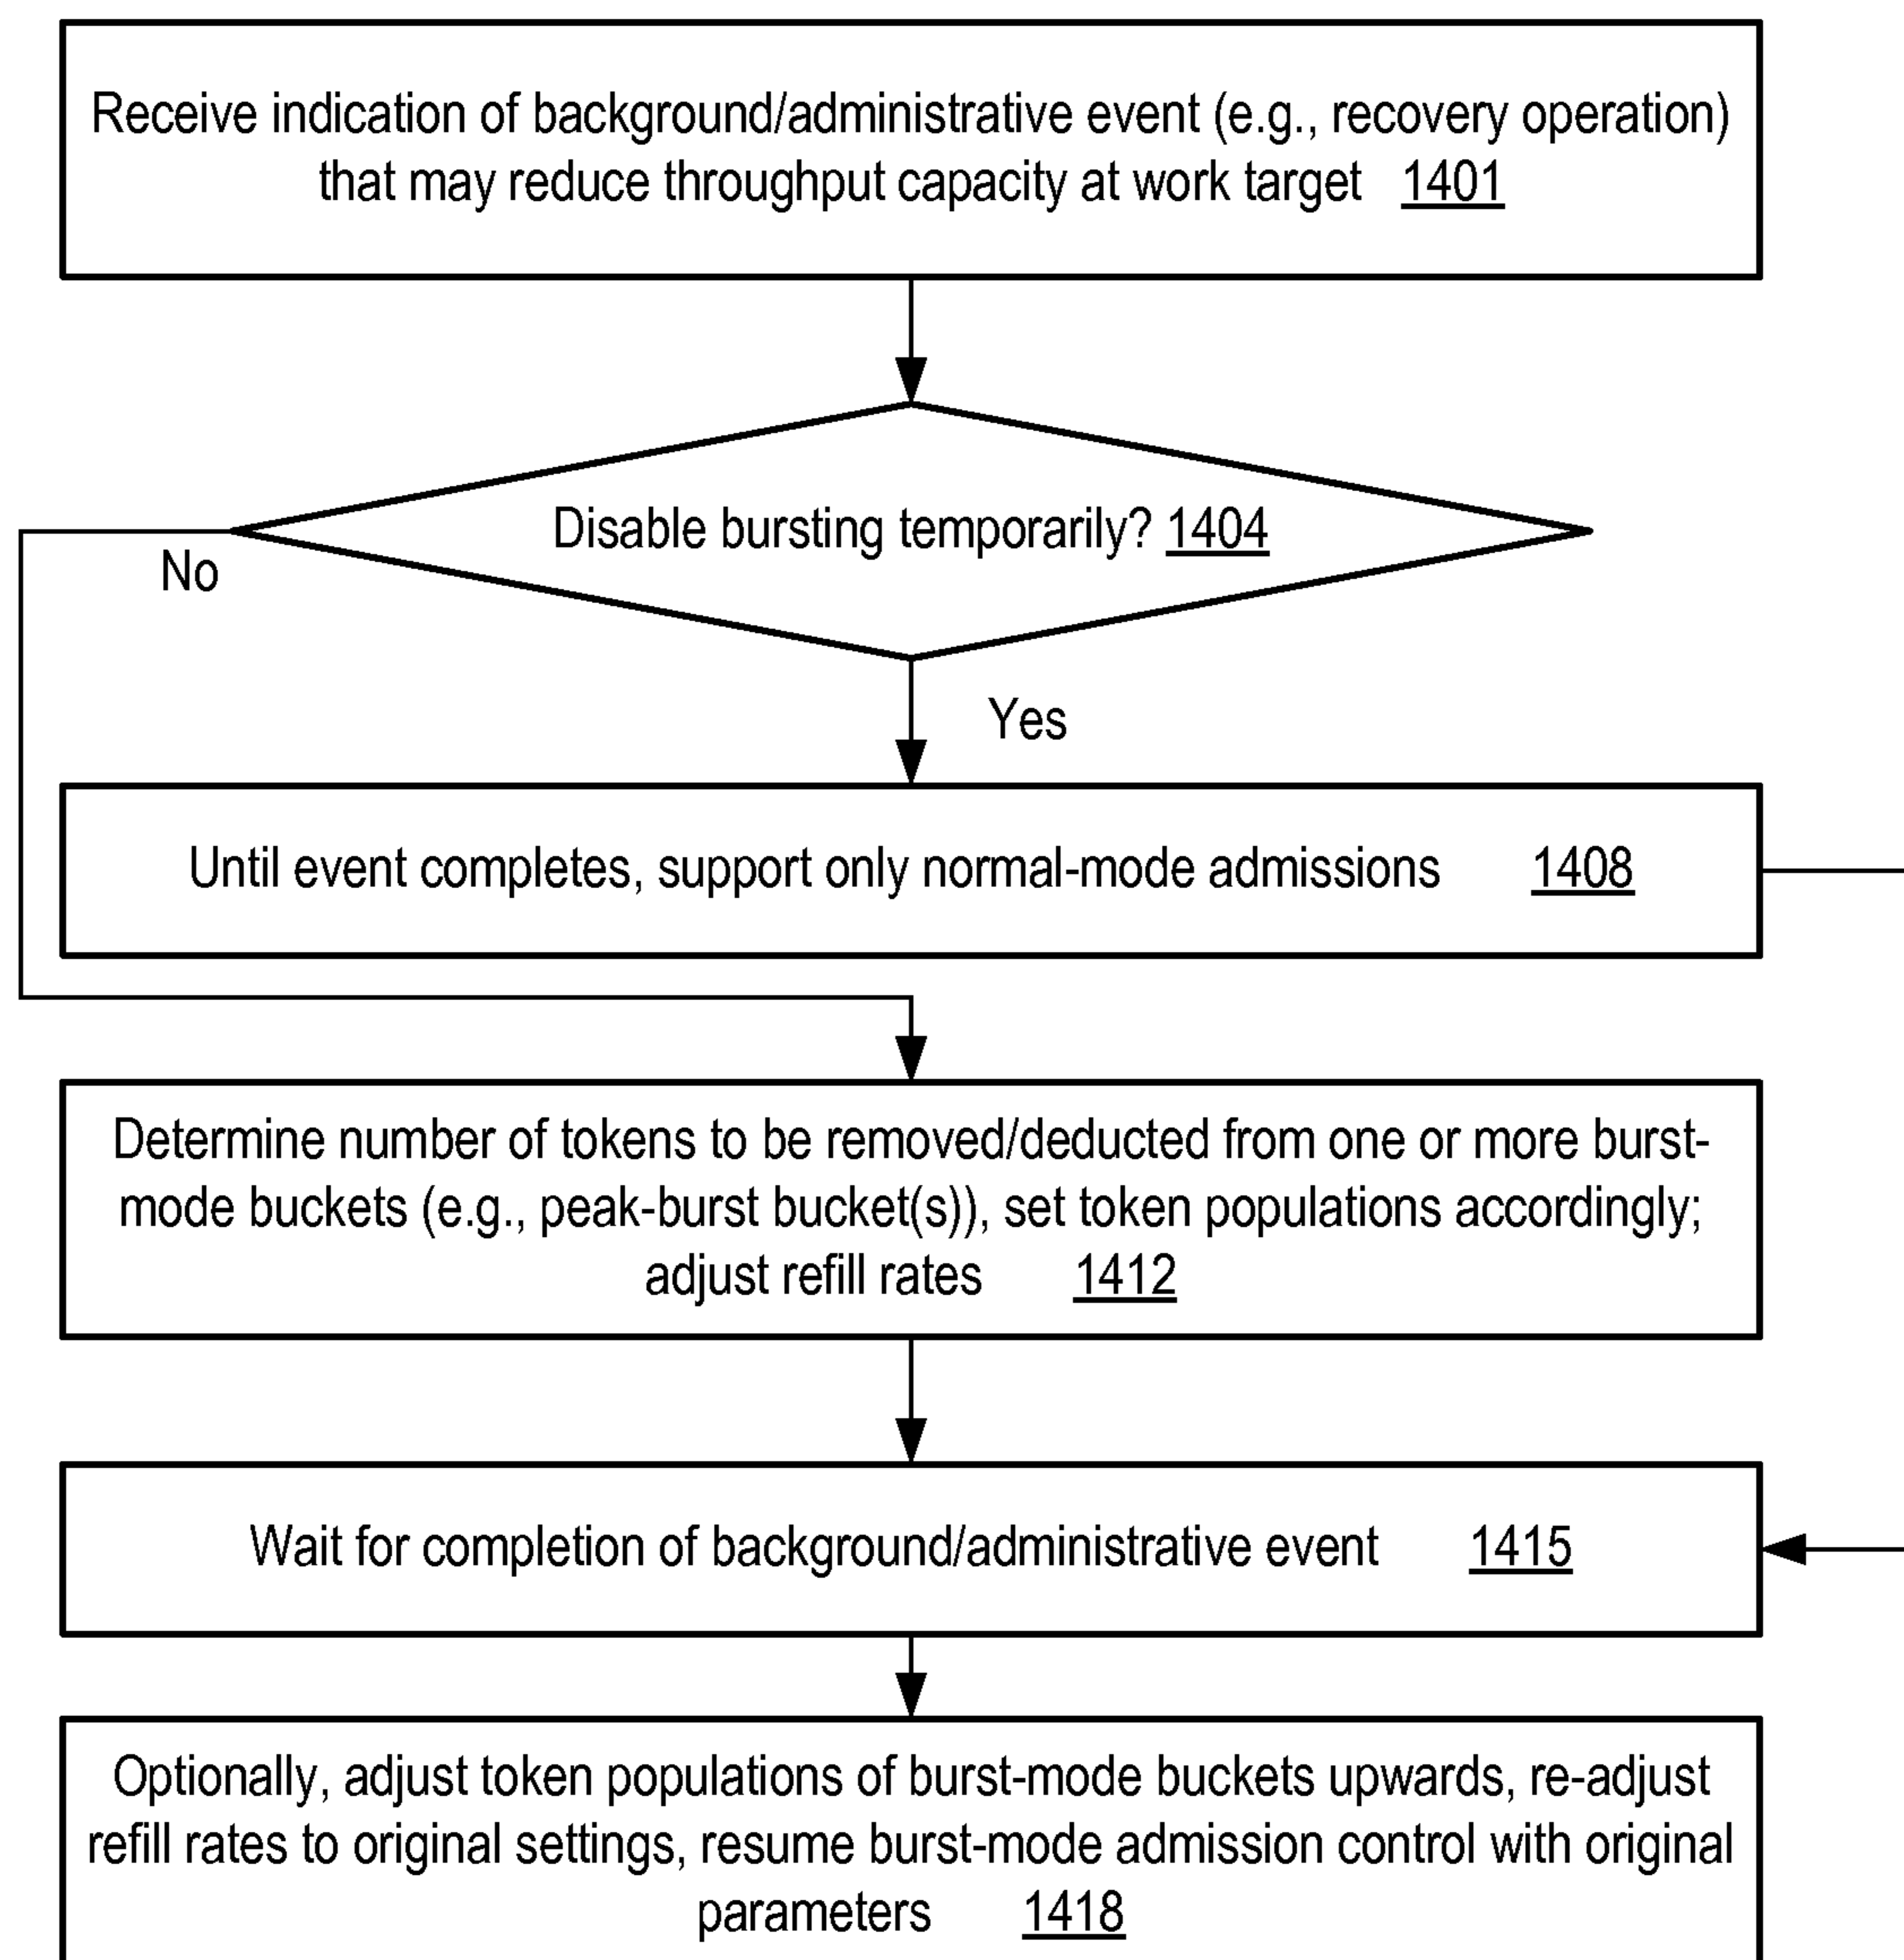 Receive indication of background/administrative event (e.g., recovery operation)
that may reduce throughput capacity at work target 1401
Disable bursting temporarily? 1404
No
Yes
Until event completes, support only normal-mode admissions 1408
Determine number of tokens to be removed/deducted from one or more burst-
mode buckets (e.g., peak-burst bucket(s)), set token populations accordingly;
adjust refill rates 1412
Wait for completion of background/administrative event 1415
Optionally, adjust token populations of burst-mode buckets upwards, re-adjust
refill rates to original settings, resume burst-mode admission control with original
parameters 1418